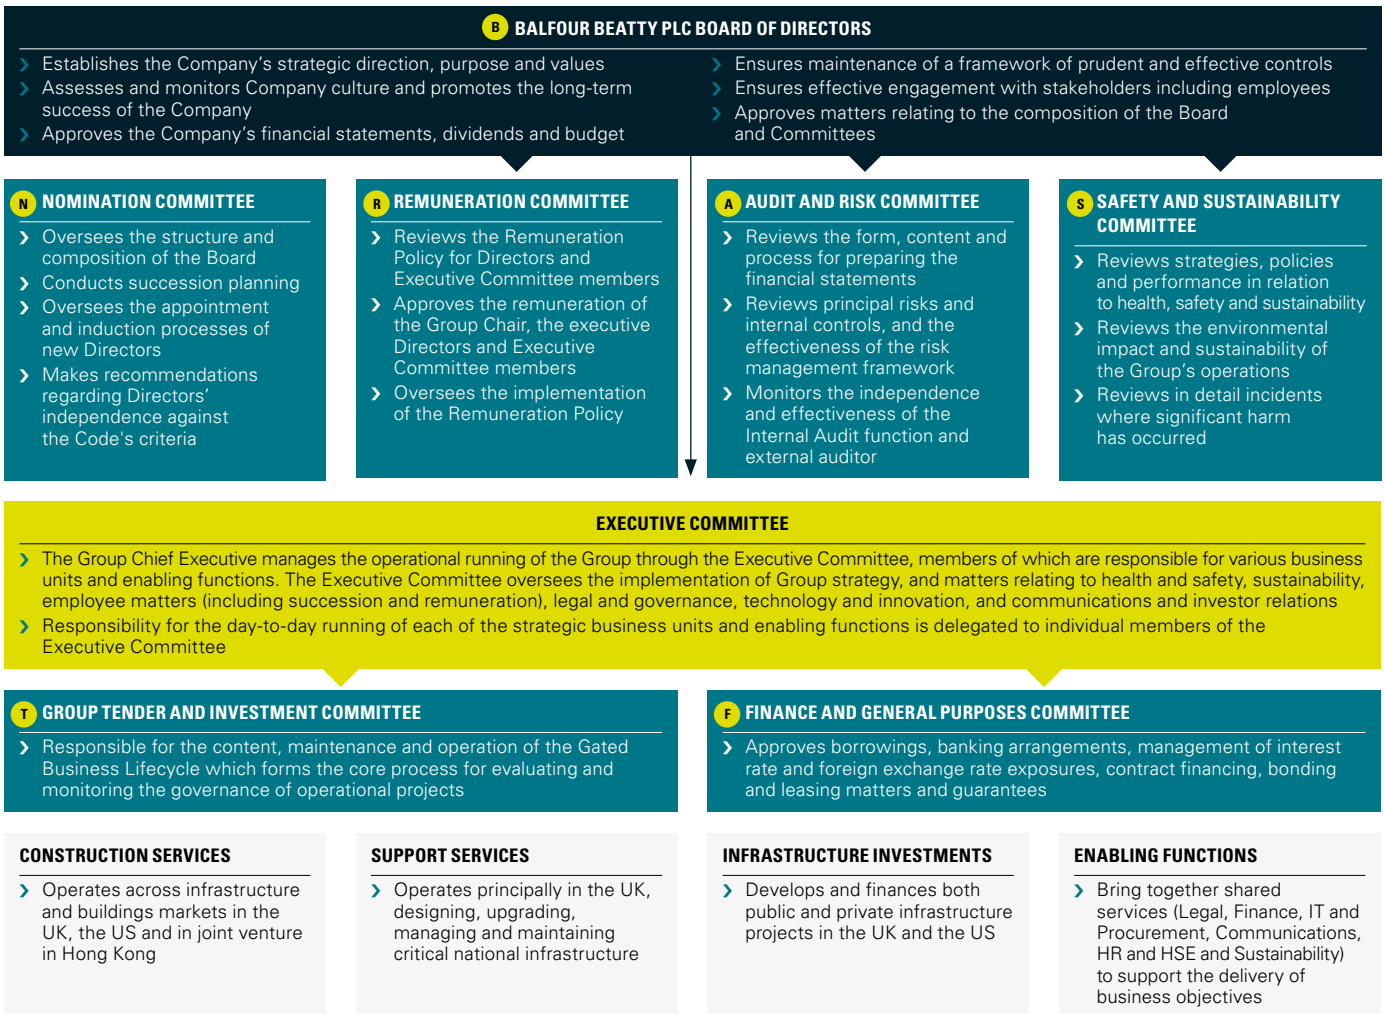 B BALFOUR BEATTY PLC BOARD OF DIRECTORS
Establishes the Company's strategic direction, purpose and values
Assesses and monitors Company culture and promotes the long-term
success of the Company
Approves the Company's financial statements, dividends and budget
Ensures maintenance of a framework of prudent and effective controls
Ensures effective engagement with stakeholders including employees
Approves matters relating to the composition of the Board
and Committees
N NOMINATION COMMITTEE
Oversees the structure and
composition of the Board
Conducts succession planning
Oversees the appointment
and induction processes of
new Directors
Makes recommendations
regarding Directors'
independence against
the Code's criteria
R REMUNERATION COMMITTEE
Reviews the Remuneration
Policy for Directors and
Executive Committee members
Approves the remuneration of
the Group Chair, the executive
Directors and Executive
Committee members
Oversees the implementation
of the Remuneration Policy
A AUDIT AND RISK COMMITTEE
Reviews the form, content and
process for preparing the
financial statements
Reviews principal risks and
internal controls, and the
effectiveness of the risk
management framework
Monitors the independence
and effectiveness of the
Internal Audit function and
external auditor
S SAFETY AND SUSTAINABILITY
COMMITTEE
Reviews strategies, policies
and performance in relation
to health, safety and sustainability
Reviews the environmental
impact and sustainability of
the Group's operations
Reviews in detail incidents
where significant harm
has occurred
EXECUTIVE COMMITTEE
The Group Chief Executive manages the operational running of the Group through the Executive Committee, members of which are responsible for various business
units and enabling functions. The Executive Committee oversees the implementation of Group strategy, and matters relating to health and safety, sustainability,
employee matters (including succession and remuneration), legal and governance, technology and innovation, and communications and investor relations
Responsibility for the day-to-day running of each of the strategic business units and enabling functions is delegated to individual members of the
Executive Committee
T GROUP TENDER AND INVESTMENT COMMITTEE
Responsible for the content, maintenance and operation of the Gated
Business Lifecycle which forms the core process for evaluating and
monitoring the governance of operational projects
F FINANCE AND GENERAL PURPOSES COMMITTEE
Approves borrowings, banking arrangements, management of interest
rate and foreign exchange rate exposures, contract financing, bonding
and leasing matters and guarantees
CONSTRUCTION SERVICES
Operates across infrastructure
and buildings markets in the
UK, the US and in joint venture
in Hong Kong
SUPPORT SERVICES
Operates principally in the UK,
designing, upgrading,
managing and maintaining
critical national infrastructure
INFRASTRUCTURE INVESTMENTS
Develops and finances both
public and private infrastructure
projects in the UK and the US
ENABLING FUNCTIONS
Bring together shared
services (Legal, Finance, IT and
Procurement, Communications,
HR and HSE and Sustainability)
to support the delivery of
business objectives